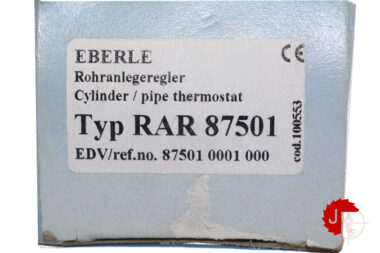 EBERLE
CE
Rohranlegeregler
Cylinder / pipe thermostat
Typ RAR 87501
EDV/ref.no. 87501 0001 000
cod.100553